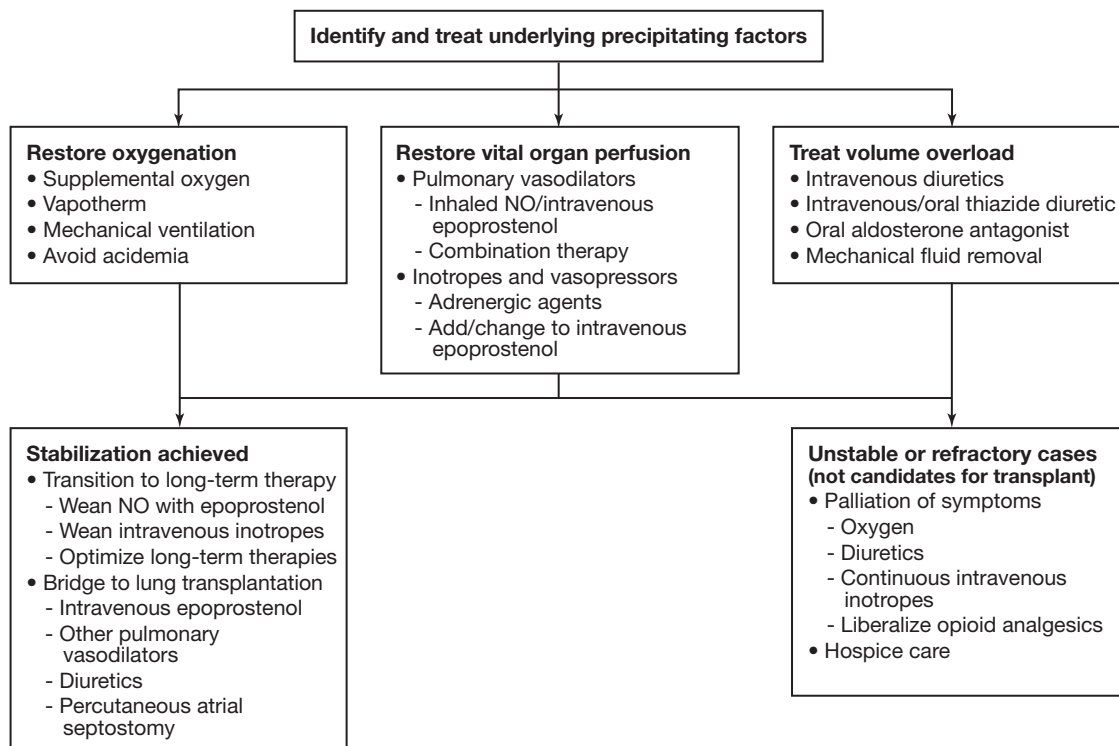 Identify and treat underlying precipitating factors
Restore oxygenation
• Supplemental oxygen
• Vapotherm
• Mechanical ventilation
• Avoid acidemia
Restore vital organ perfusion
• Pulmonary vasodilators
- Inhaled NO/intravenous
epoprostenol
- Combination therapy
• Inotropes and vasopressors
- Adrenergic agents
- Add/change to intravenous
epoprostenol
Treat volume overload
• Intravenous diuretics
• Intravenous/oral thiazide diuretic
• Oral aldosterone antagonist
• Mechanical fluid removal
Stabilization achieved
• Transition to long-term therapy
- Wean NO with epoprostenol
- Wean intravenous inotropes
- Optimize long-term therapies
• Bridge to lung transplantation
- Intravenous epoprostenol
- Other pulmonary
vasodilators
- Diuretics
- Percutaneous atrial
septostomy
Unstable or refractory cases
(not candidates for transplant)
• Palliation of symptoms
- Oxygen
- Diuretics
- Continuous intravenous
inotropes
- Liberalize opioid analgesics
• Hospice care